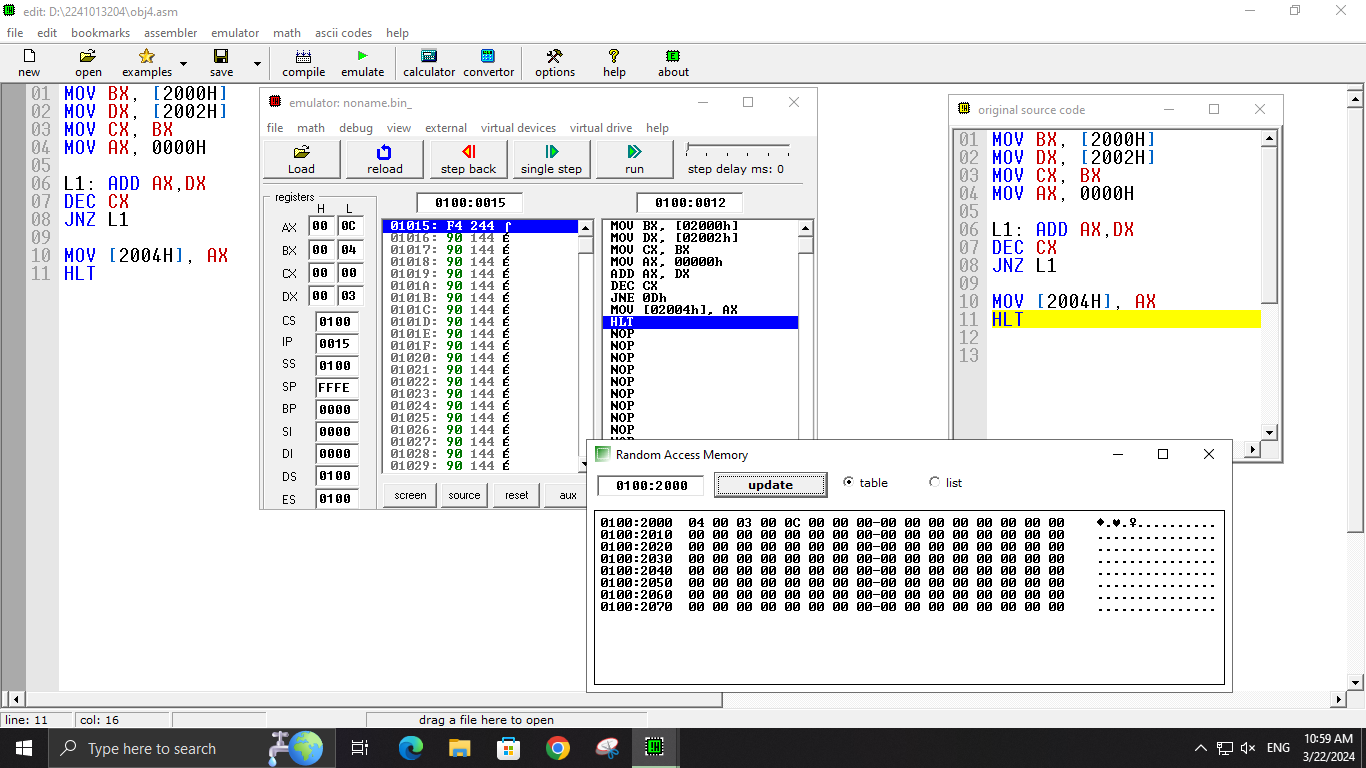 edit: D:\2241013204\obj4.asm
file edit bookmarks assembler emulator math ascii codes help
new open examples save compile emulate calculator convertor options help about
01 MOV BX, [2000H]
02 MOV DX, [2002H]
03 MOV CX, BX
04 MOV AX, 0000H
05
06 L1: ADD AX,DX
07 DEC CX
08 JNZ L1
09
10 MOV [2004H], AX
11 HLT
emulator: noname.bin_
file math debug view external virtual devices virtual drive help
Load reload step back single step run step delay ms: 0
registers
H L
AX 00 0C
BX 00 04
CX 00 00
DX 00 03
CS 0100
IP 0015
SS 0100
SP FFFE
BP 0000
SI 0000
DI 0000
DS 0100
ES 0100
0100:0015
01015: F4 244 ⌠
01016: 90 144 É
01017: 90 144 É
01018: 90 144 É
01019: 90 144 É
0101A: 90 144 É
0101B: 90 144 É
0101C: 90 144 É
0101D: 90 144 É
0101E: 90 144 É
0101F: 90 144 É
01020: 90 144 É
01021: 90 144 É
01022: 90 144 É
01023: 90 144 É
01024: 90 144 É
01025: 90 144 É
01026: 90 144 É
01027: 90 144 É
01028: 90 144 É
01029: 90 144 É
0100:0012
MOV BX, [02000h]
MOV DX, [02002h]
MOV CX, BX
MOV AX, 00000h
ADD AX, DX
DEC CX
JNE 0Dh
MOV [02004h], AX
HLT
NOP
NOP
NOP
NOP
NOP
NOP
NOP
NOP
NOP
screen source reset aux
original source code
01 MOV BX, [2000H]
02 MOV DX, [2002H]
03 MOV CX, BX
04 MOV AX, 0000H
05
06 L1: ADD AX,DX
07 DEC CX
08 JNZ L1
09
10 MOV [2004H], AX
11 HLT
12
13
Random Access Memory
0100:2000 update table list
0100:2000 04 00 03 00 0C 00 00 00-00 00 00 00 00 00 00 00 ♦.♥.♀...........
0100:2010 00 00 00 00 00 00 00 00-00 00 00 00 00 00 00 00 ................
0100:2020 00 00 00 00 00 00 00 00-00 00 00 00 00 00 00 00 ................
0100:2030 00 00 00 00 00 00 00 00-00 00 00 00 00 00 00 00 ................
0100:2040 00 00 00 00 00 00 00 00-00 00 00 00 00 00 00 00 ................
0100:2050 00 00 00 00 00 00 00 00-00 00 00 00 00 00 00 00 ................
0100:2060 00 00 00 00 00 00 00 00-00 00 00 00 00 00 00 00 ................
0100:2070 00 00 00 00 00 00 00 00-00 00 00 00 00 00 00 00 ................
line: 11 col: 16 drag a file here to open
Type here to search
ENG
10:59 AM
3/22/2024